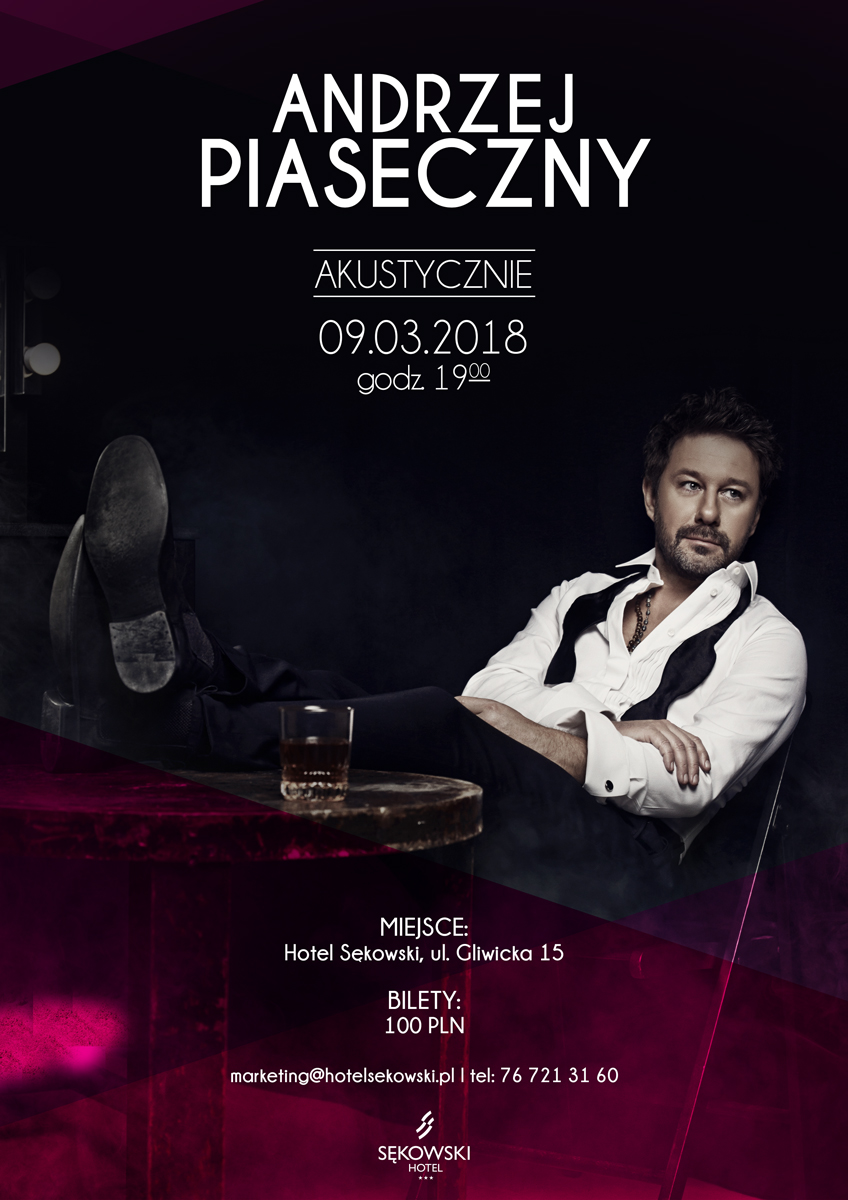 ANDRZEJ
PIASECZNY
AKUSTYCZNIE
09.03.2018
godz. 19⁰⁰
MIEJSCE:
Hotel Sękowski, ul. Gliwicka 15
BILETY:
100 PLN
marketing@hotelsekowski.pl | tel: 76 721 31 60
SĘKOWSKI
HOTEL